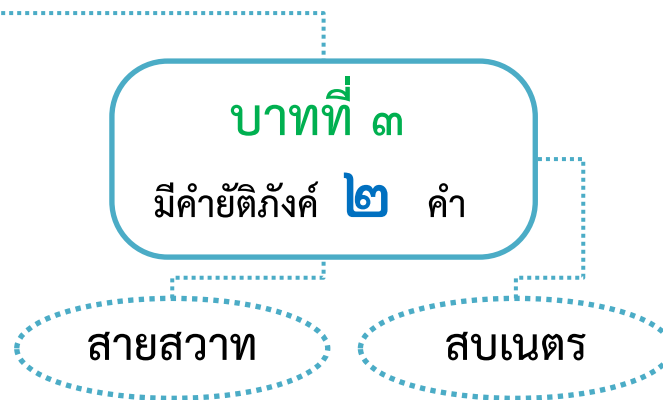 บาทที่ ๓
มีคำยัติภังค์ ๒ คำ
สายสวาท
สบเนตร